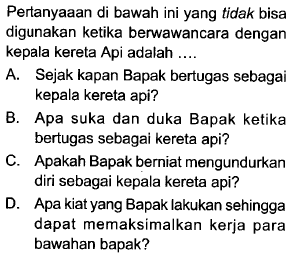 Pertanyaaan di bawah ini yang tidak bisa
digunakan ketika berwawancara dengan
kepala kereta Api adalah ....
A. Sejak kapan Bapak bertugas sebagai
kepala kereta api?
B. Apa suka dan duka Bapak ketika
bertugas sebagai kereta api?
C. Apakah Bapak berniat mengundurkan
diri sebagai kepala kereta api?
D. Apa kiat yang Bapak lakukan sehingga
dapat memaksimalkan kerja para
bawahan bapak?